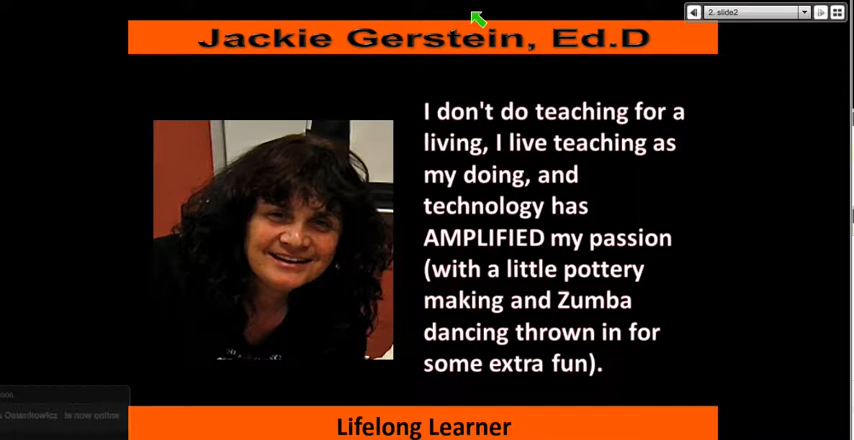 2. slide2
Jackie Gerstein, Ed.D
I don't do teaching for a
living, I live teaching as
my doing, and
technology has
AMPLIFIED my passion
(with a little pottery
making and Zumba
dancing thrown in for
some extra fun).
is now online
Lifelong Learner